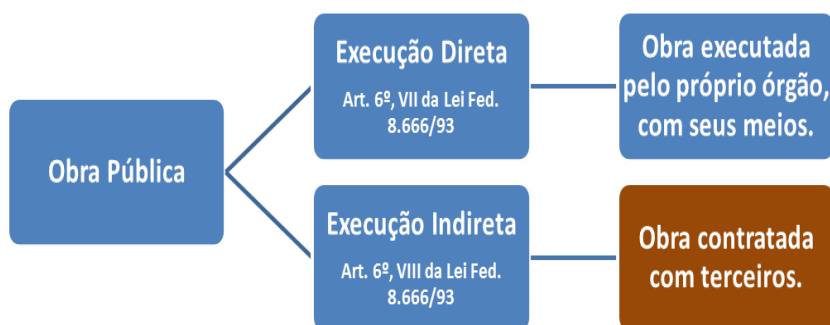 Obra Pública
Execução Direta
Art. 6º, VII da Lei Fed.
8.666/93
Obra executada
pelo próprio órgão,
com seus meios.
Execução Indireta
Art. 6º, VIII da Lei Fed.
8.666/93
Obra contratada
com terceiros.